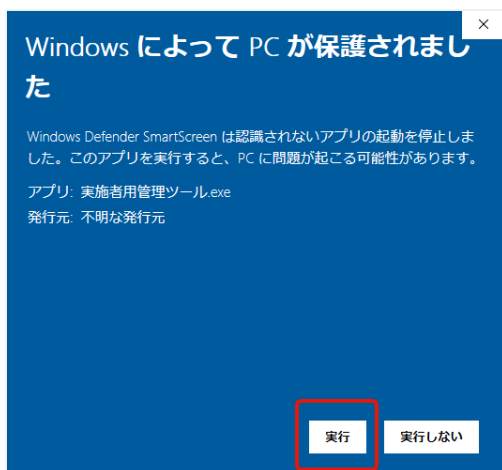 Windows によって PC が保護されまし
た
Windows Defender SmartScreen は認識されないアプリの起動を停止しま
した。このアプリを実行すると、PC に問題が起こる可能性があります。
アプリ: 実施者用管理ツール.exe
発行元: 不明な発行元
実行 実行しない